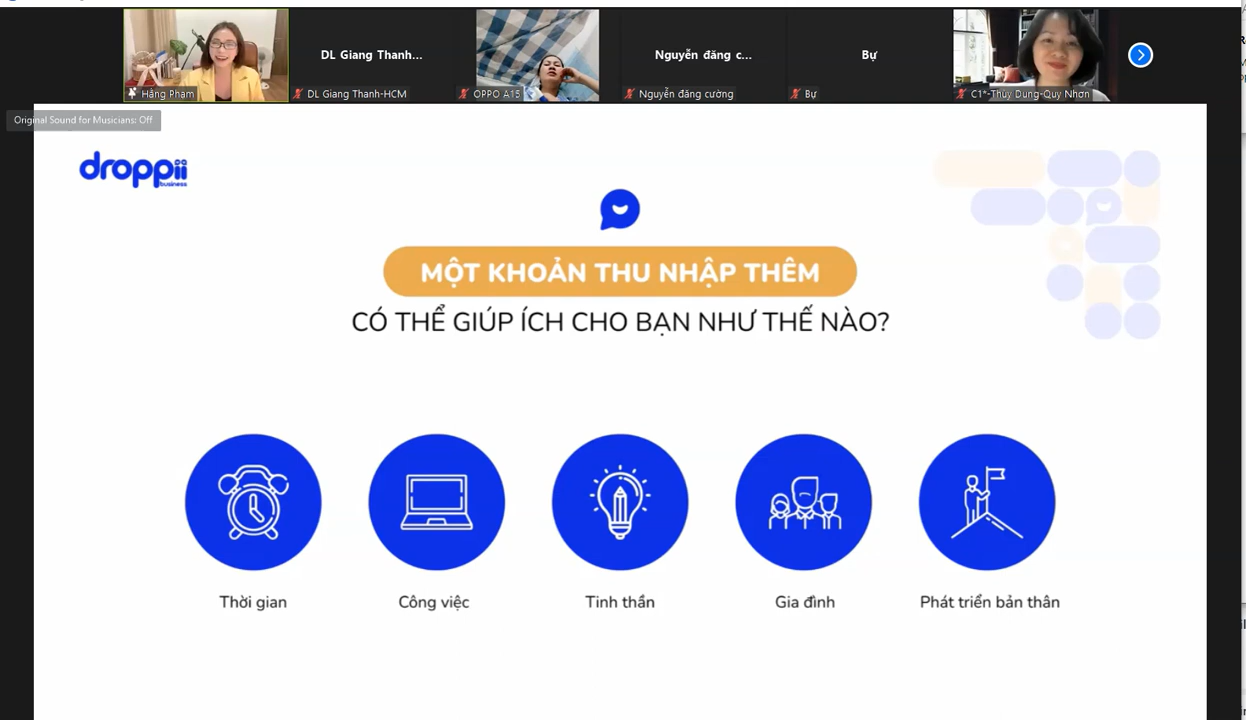 DL Giang Thanh...
Nguyễn đăng c...
Bự
Hằng Phạm
DL Giang Thanh-HCM
OPPO A15
Nguyễn đăng cường
Bự
C1*-Thùy Dung-Quy Nhơn
Original Sound for Musicians: Off
droppii
business
MỘT KHOẢN THU NHẬP THÊM
CÓ THỂ GIÚP ÍCH CHO BẠN NHƯ THẾ NÀO?
Thời gian
Công việc
Tinh thần
Gia đình
Phát triển bản thân